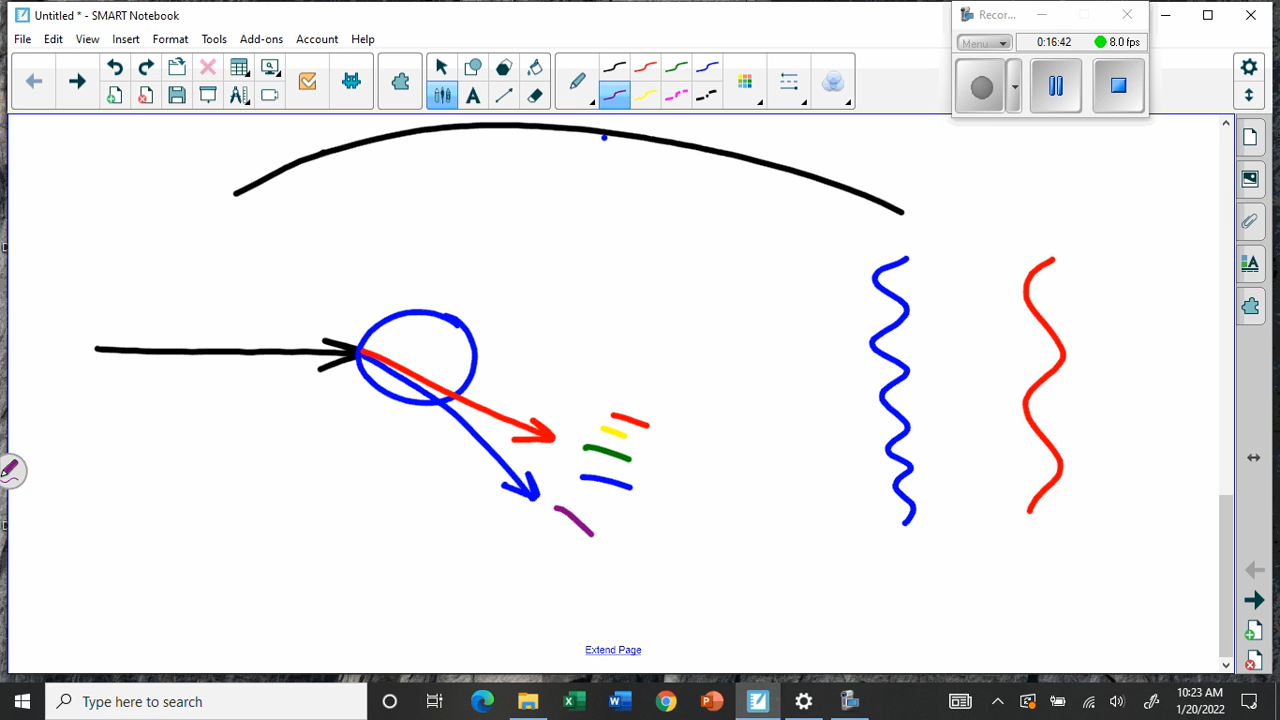 Untitled * - SMART Notebook
Recor...
File Edit View Insert Format Tools Add-ons Account Help
Menu
0:16:42
8.0 fps
Extend Page
Type here to search
10:23 AM
1/20/2022